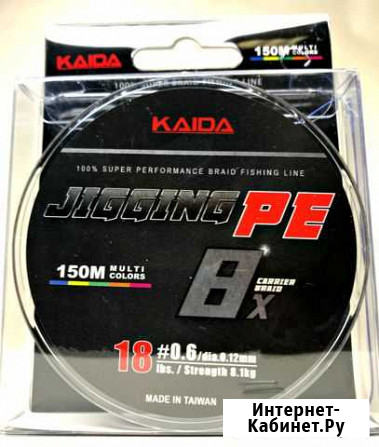 KAIDA
150M MULTI COLORS
100% SUPER BRAID FISHING LINE
KAIDA
100% SUPER PERFORMANCE BRAID FISHING LINE
JIGGING PE
150M MULTI COLORS
8X CARRIER BRAID
18 #0.6/dia.0.12mm
lbs./ Strength 8.1kg
MADE IN TAIWAN
Интернет-
Кабинет.Ру